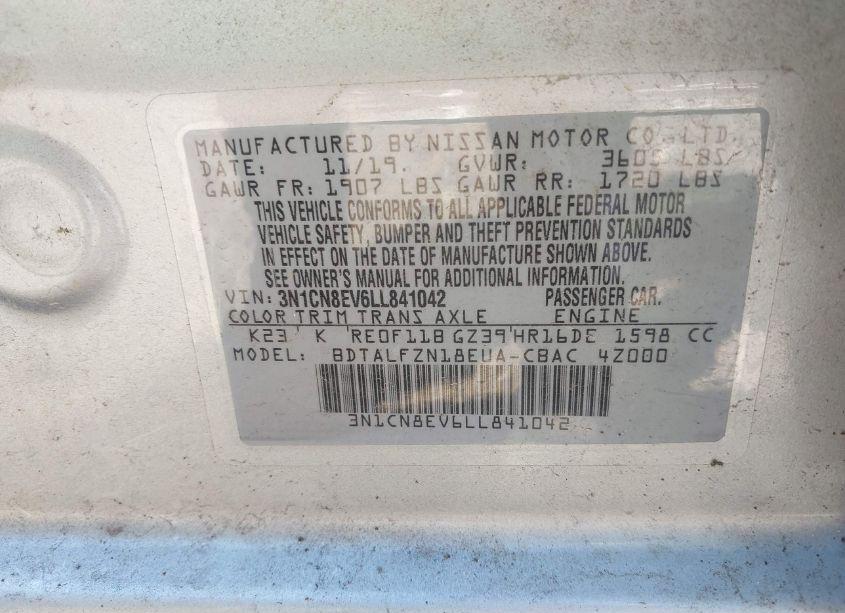 MANUFACTURED BY NISSAN MOTOR CO., LTD.
DATE: 11/19. GVWR: 3605 LBS
GAWR FR: 1907 LBS GAWR RR: 1720 LBS
THIS VEHICLE CONFORMS TO ALL APPLICABLE FEDERAL MOTOR
VEHICLE SAFETY, BUMPER AND THEFT PREVENTION STANDARDS
IN EFFECT ON THE DATE OF MANUFACTURE SHOWN ABOVE.
SEE OWNER'S MANUAL FOR ADDITIONAL INFORMATION.
VIN: 3N1CN8EV6LL841042 PASSENGER CAR.
COLOR TRIM TRANS AXLE ENGINE
K23 K RE0F11B GZ39 HR16DE 1598 CC
MODEL: BDTALFZN18EUA-CBAC 4Z000
3N1CN8EV6LL841042